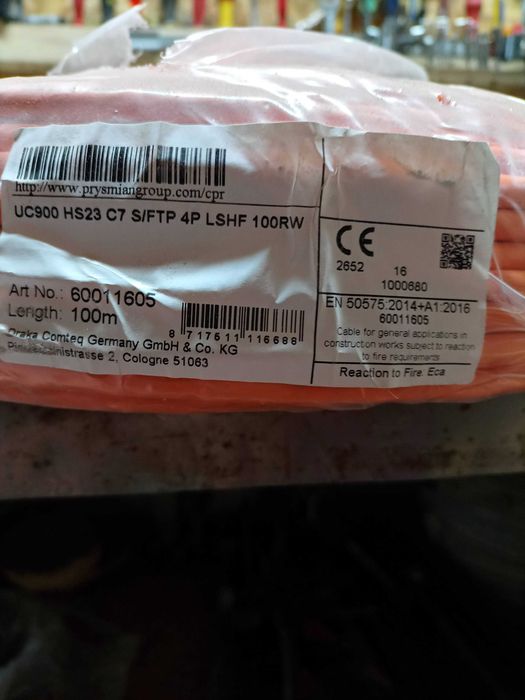 http://www.prysmiangroup.com/cpr
UC900 HS23 C7 S/FTP 4P LSHF 100RW
Art No.: 60011605
Length: 100m
8 717611 116688
Draka Comteq Germany GmbH & Co. KG
2, Cologne 51063
CE
2652 16
1000680
EN 50575:2014+A1:2016
60011605
Cable for general applications in
construction works subject to reaction
to fire requirements
Reaction to Fire. Eca